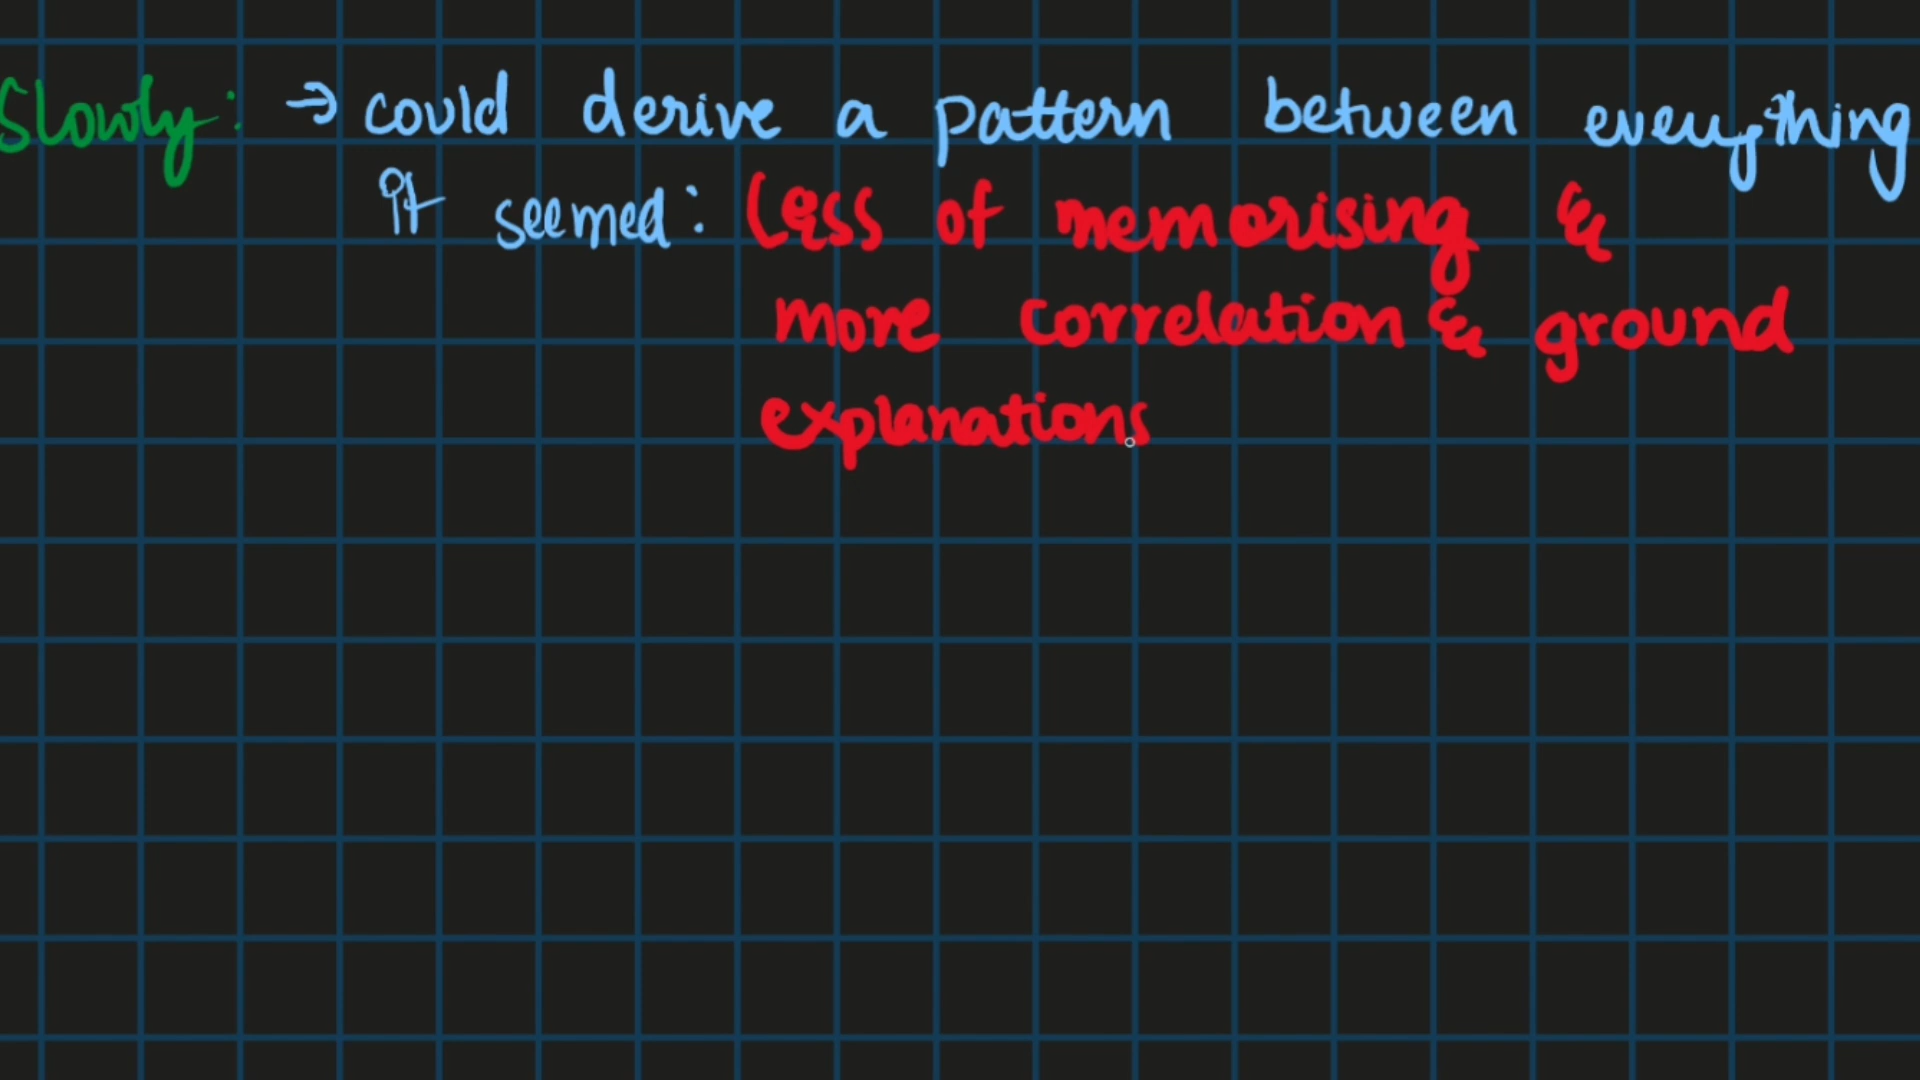 Slowly: → could derive a pattern between everything
it seemed: Less of memorising &
more correlation & ground
explanations